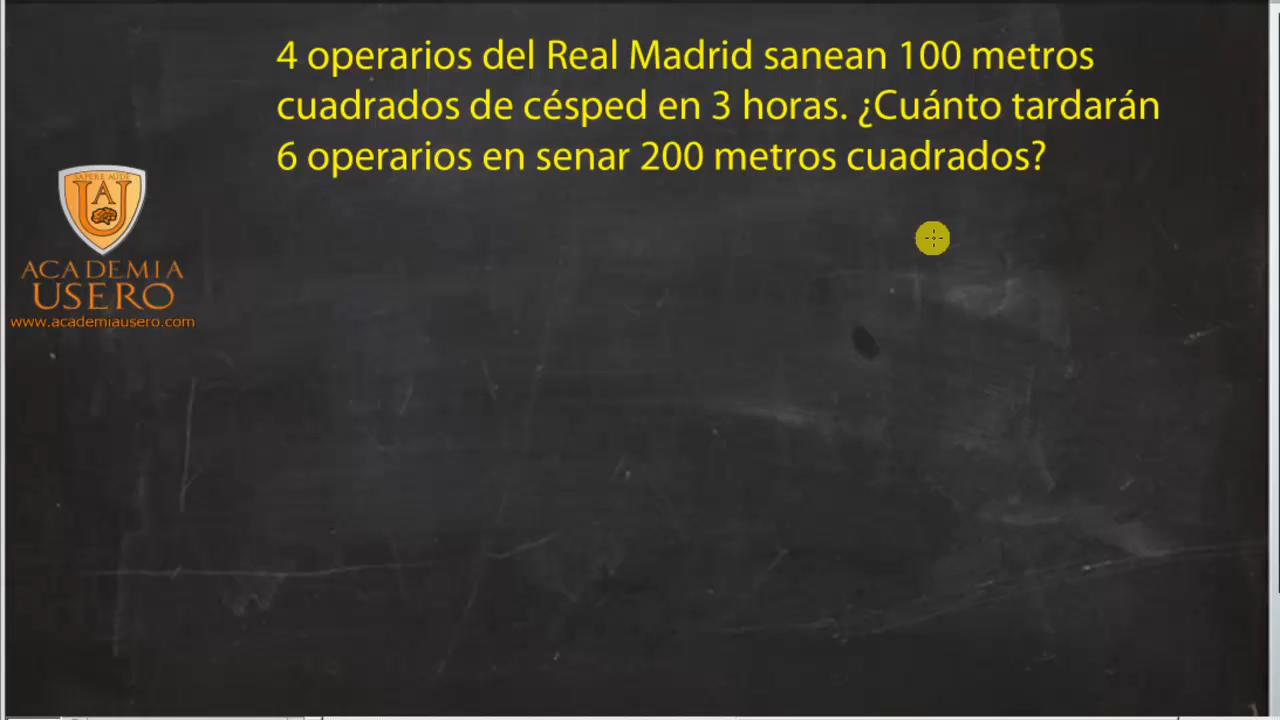 4 operarios del Real Madrid sanean 100 metros
cuadrados de césped en 3 horas. ¿Cuánto tardarán
6 operarios en senar 200 metros cuadrados?
SAPERE AUDE
UA
ACADEMIA
USERO
www.academiausero.com